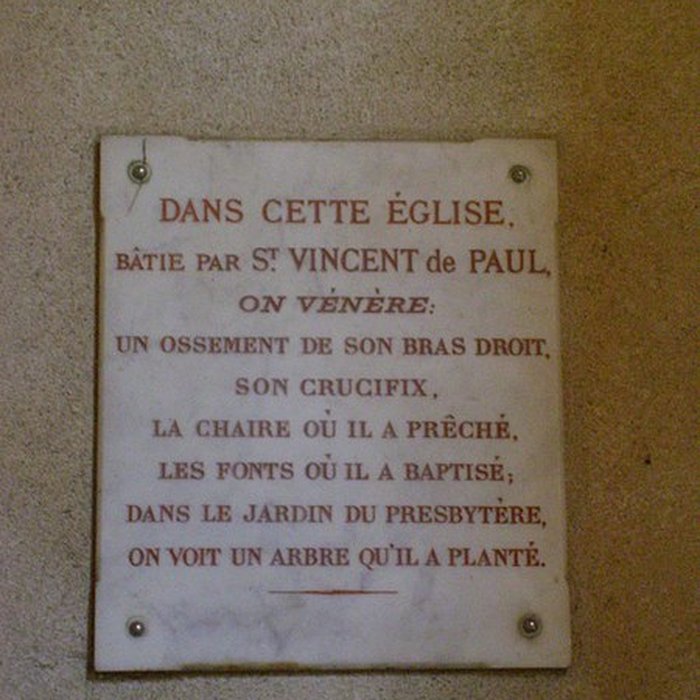 DANS CETTE ÉGLISE,
BÂTIE PAR ST. VINCENT de PAUL,
ON VÉNÈRE:
UN OSSEMENT DE SON BRAS DROIT,
SON CRUCIFIX,
LA CHAIRE OÙ IL A PRÊCHÉ,
LES FONTS OÙ IL A BAPTISÉ;
DANS LE JARDIN DU PRESBYTÈRE,
ON VOIT UN ARBRE QU'IL A PLANTÉ.